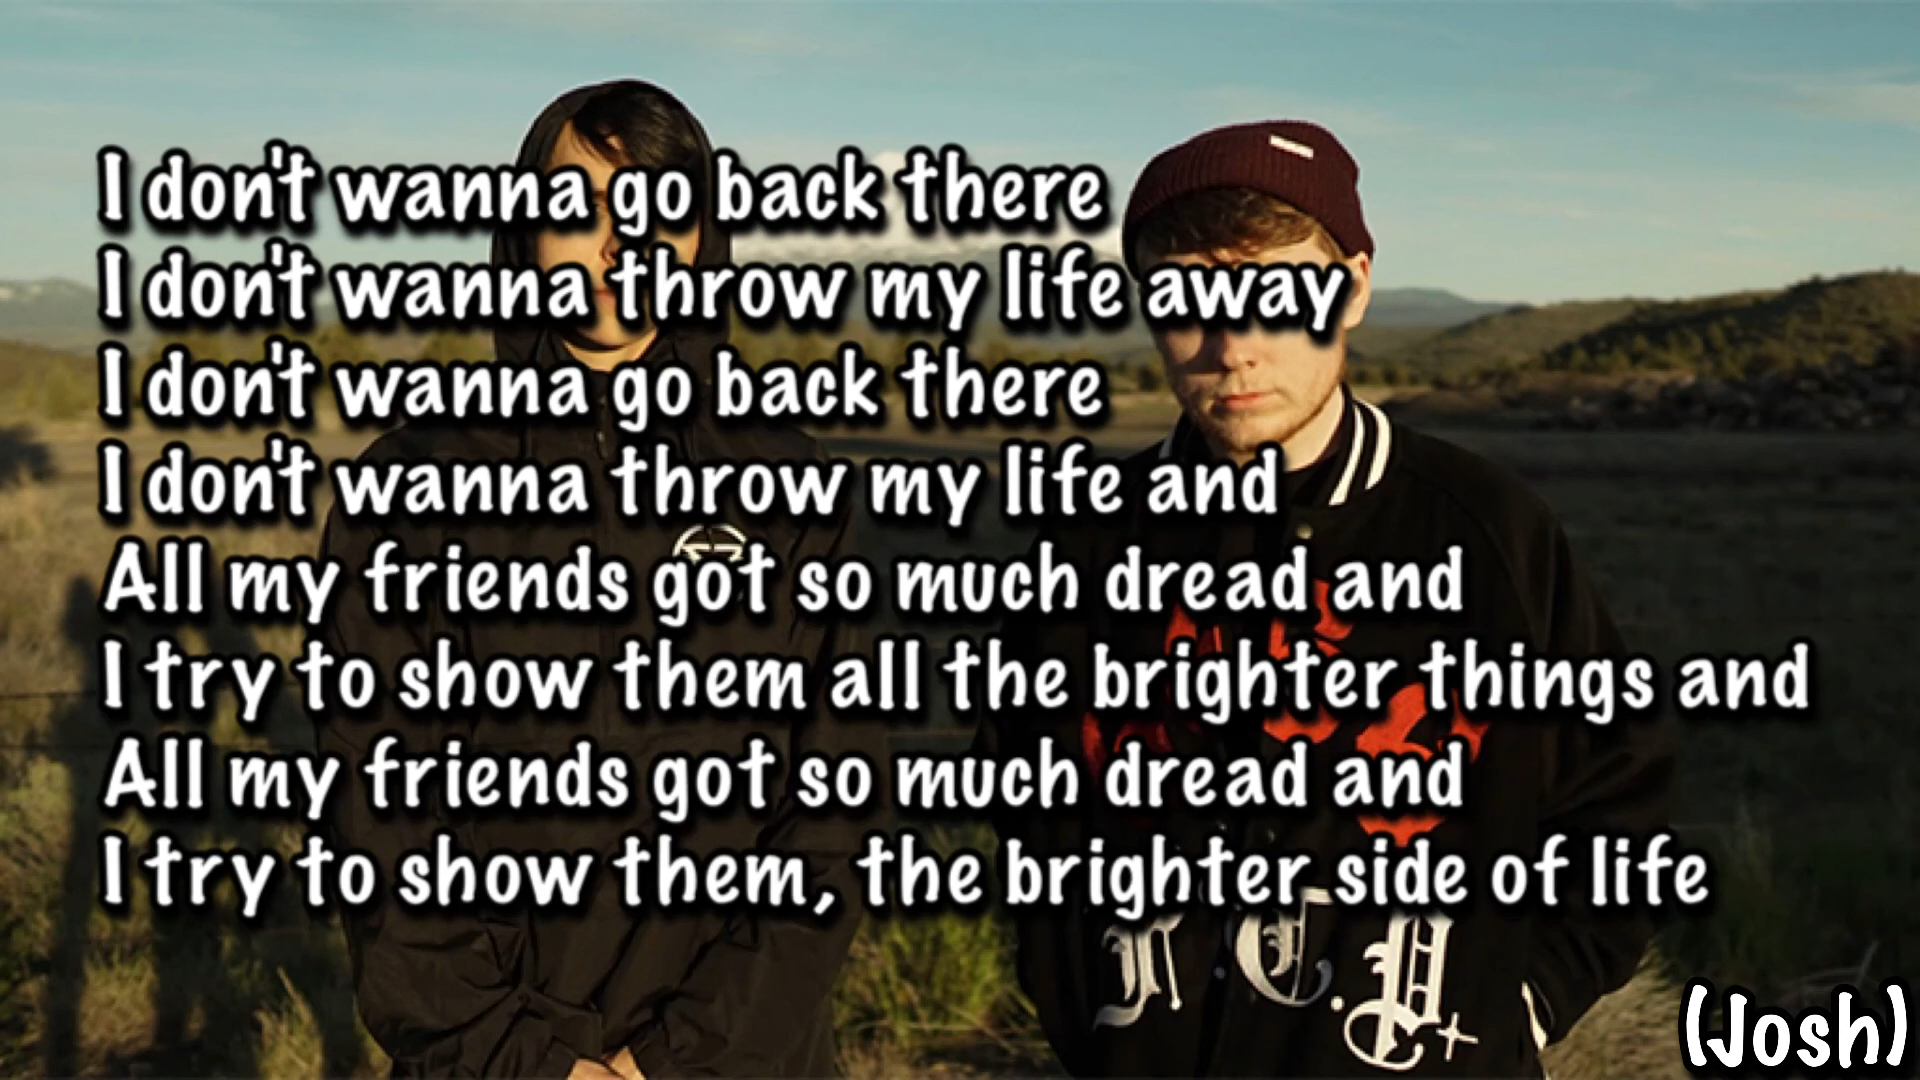 I don't wanna go back there
I don't wanna throw my life away
I don't wanna go back there
I don't wanna throw my life and
All my friends got so much dread and
I try to show them all the brighter things and
All my friends got so much dread and
I try to show them, the brighter side of life
(Josh)